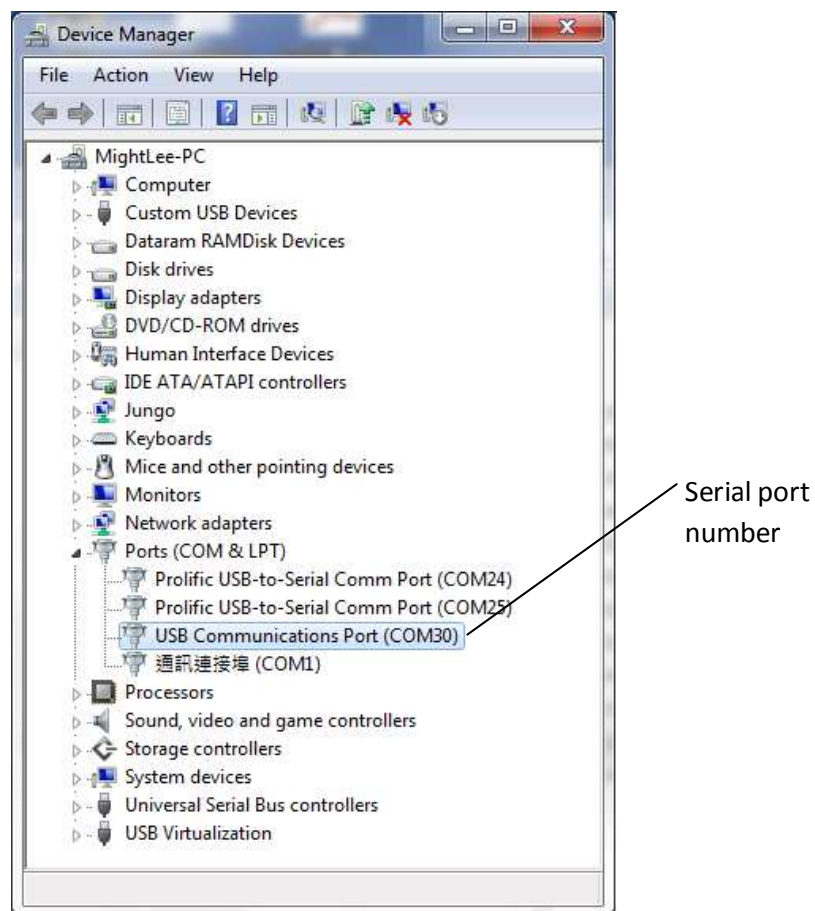 Device Manager
File Action View Help
MightLee-PC
Computer
Custom USB Devices
Dataram RAMDisk Devices
Disk drives
Display adapters
DVD/CD-ROM drives
Human Interface Devices
IDE ATA/ATAPI controllers
Jungo
Keyboards
Mice and other pointing devices
Monitors
Network adapters
Ports (COM & LPT)
Prolific USB-to-Serial Comm Port (COM24)
Prolific USB-to-Serial Comm Port (COM25)
USB Communications Port (COM30)
通訊連接埠 (COM1)
Processors
Sound, video and game controllers
Storage controllers
System devices
Universal Serial Bus controllers
USB Virtualization
Serial port
number